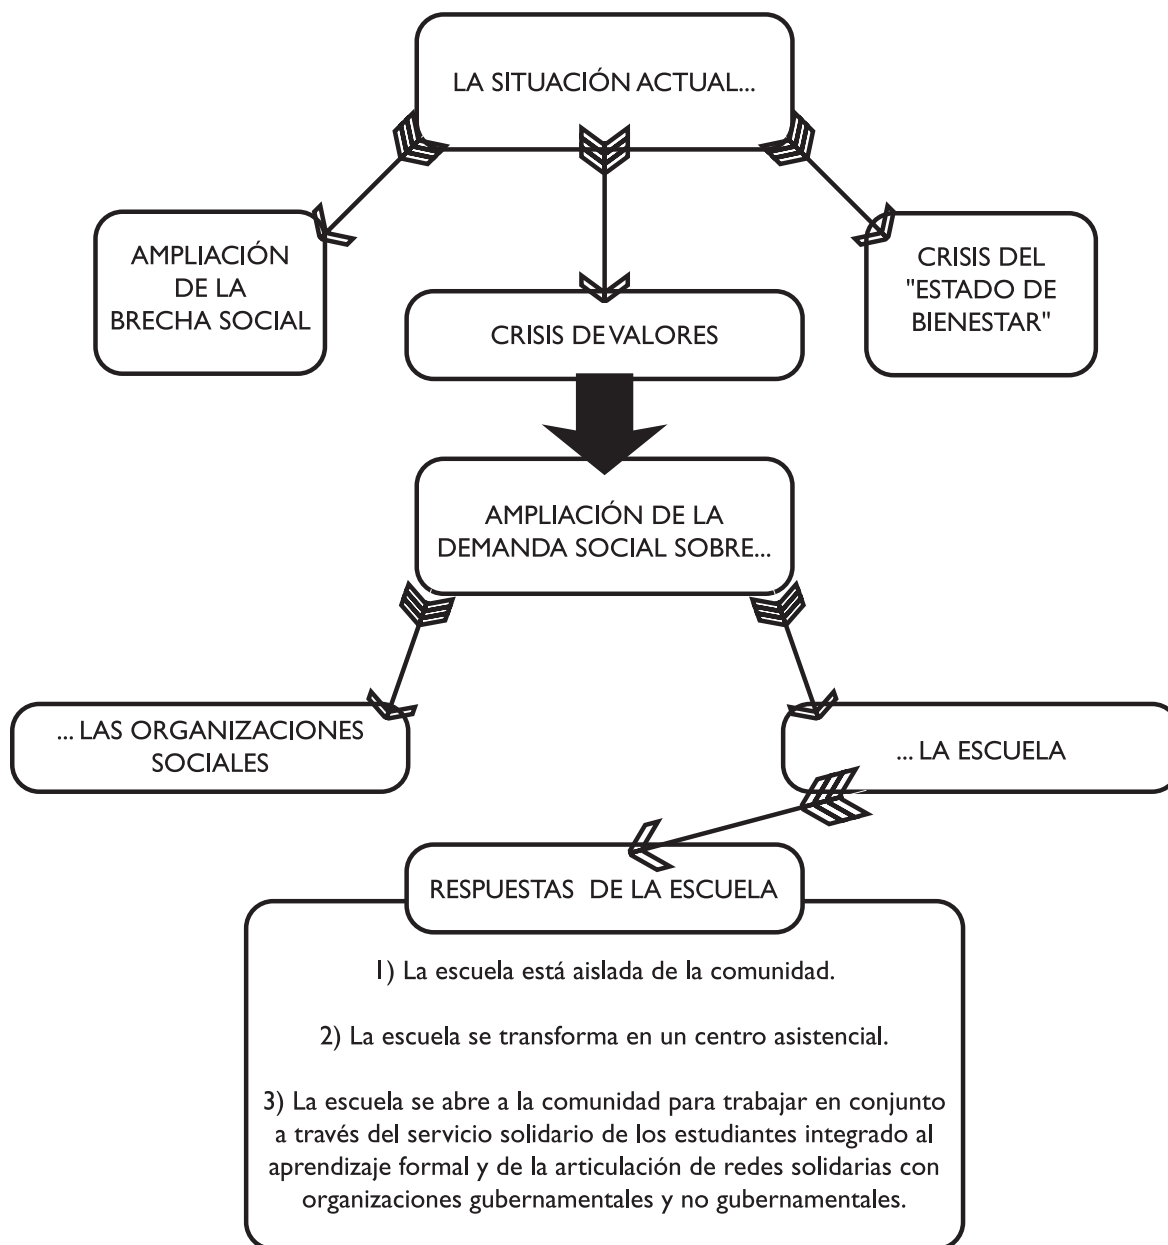 LA SITUACIÓN ACTUAL...
AMPLIACIÓN
DE LA
BRECHA SOCIAL
CRISIS DE VALORES
CRISIS DEL
"ESTADO DE
BIENESTAR"
AMPLIACIÓN DE LA
DEMANDA SOCIAL SOBRE...
... LAS ORGANIZACIONES
SOCIALES
... LA ESCUELA
RESPUESTAS DE LA ESCUELA
1) La escuela está aislada de la comunidad.
2) La escuela se transforma en un centro asistencial.
3) La escuela se abre a la comunidad para trabajar en conjunto
a través del servicio solidario de los estudiantes integrado al
aprendizaje formal y de la articulación de redes solidarias con
organizaciones gubernamentales y no gubernamentales.